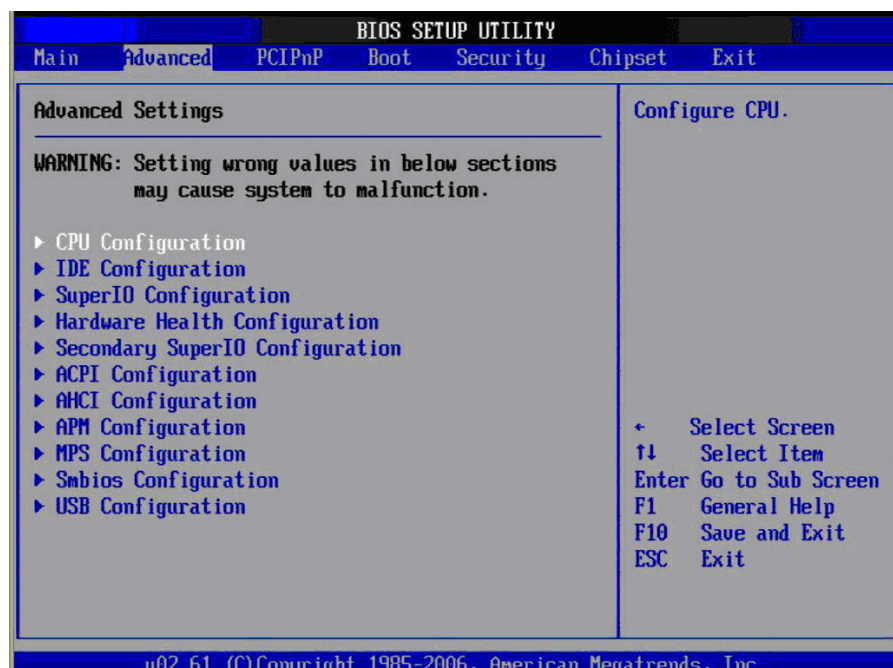 BIOS SETUP UTILITY
Main Advanced PCIPnP Boot Security Chipset Exit
Advanced Settings
WARNING: Setting wrong values in below sections
may cause system to malfunction.
▶ CPU Configuration
▶ IDE Configuration
▶ SuperIO Configuration
▶ Hardware Health Configuration
▶ Secondary SuperIO Configuration
▶ ACPI Configuration
▶ AHCI Configuration
▶ APM Configuration
▶ MPS Configuration
▶ Smbios Configuration
▶ USB Configuration
Configure CPU.
← Select Screen
↑↓ Select Item
Enter Go to Sub Screen
F1 General Help
F10 Save and Exit
ESC Exit
v02.61 (C)Copyright 1985-2006, American Megatrends, Inc